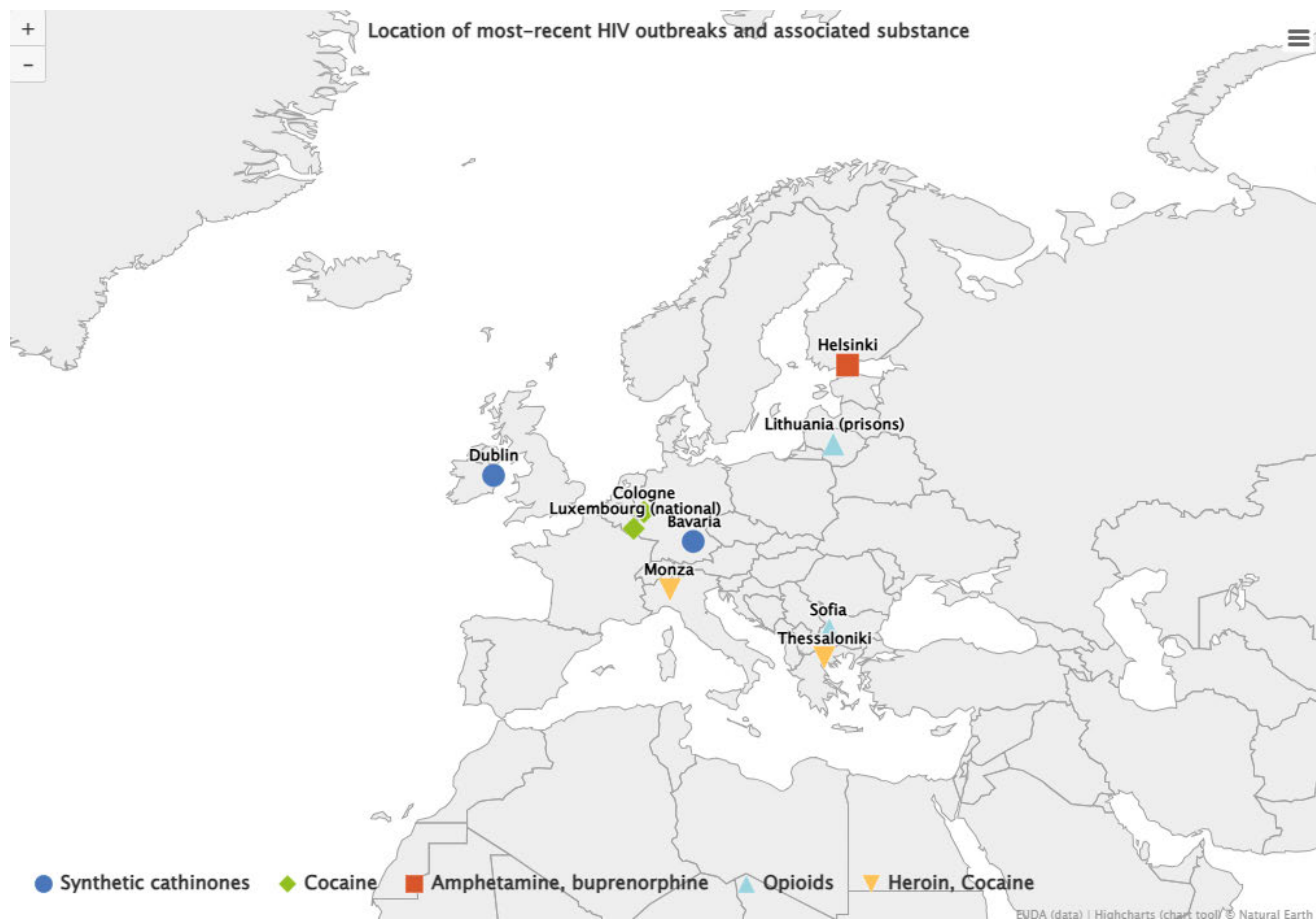 +
Location of most-recent HIV outbreaks and associated substance
-
Helsinki
Lithuania (prisons)
Dublin
Cologne
Luxembourg (national)
Bavaria
Monza
Sofia
Thessaloniki
Synthetic cathinones
Cocaine
Amphetamine, buprenorphine
Opioids
Heroin, Cocaine
EUDA (data) | Highcharts (chart tool) © Natural Earth